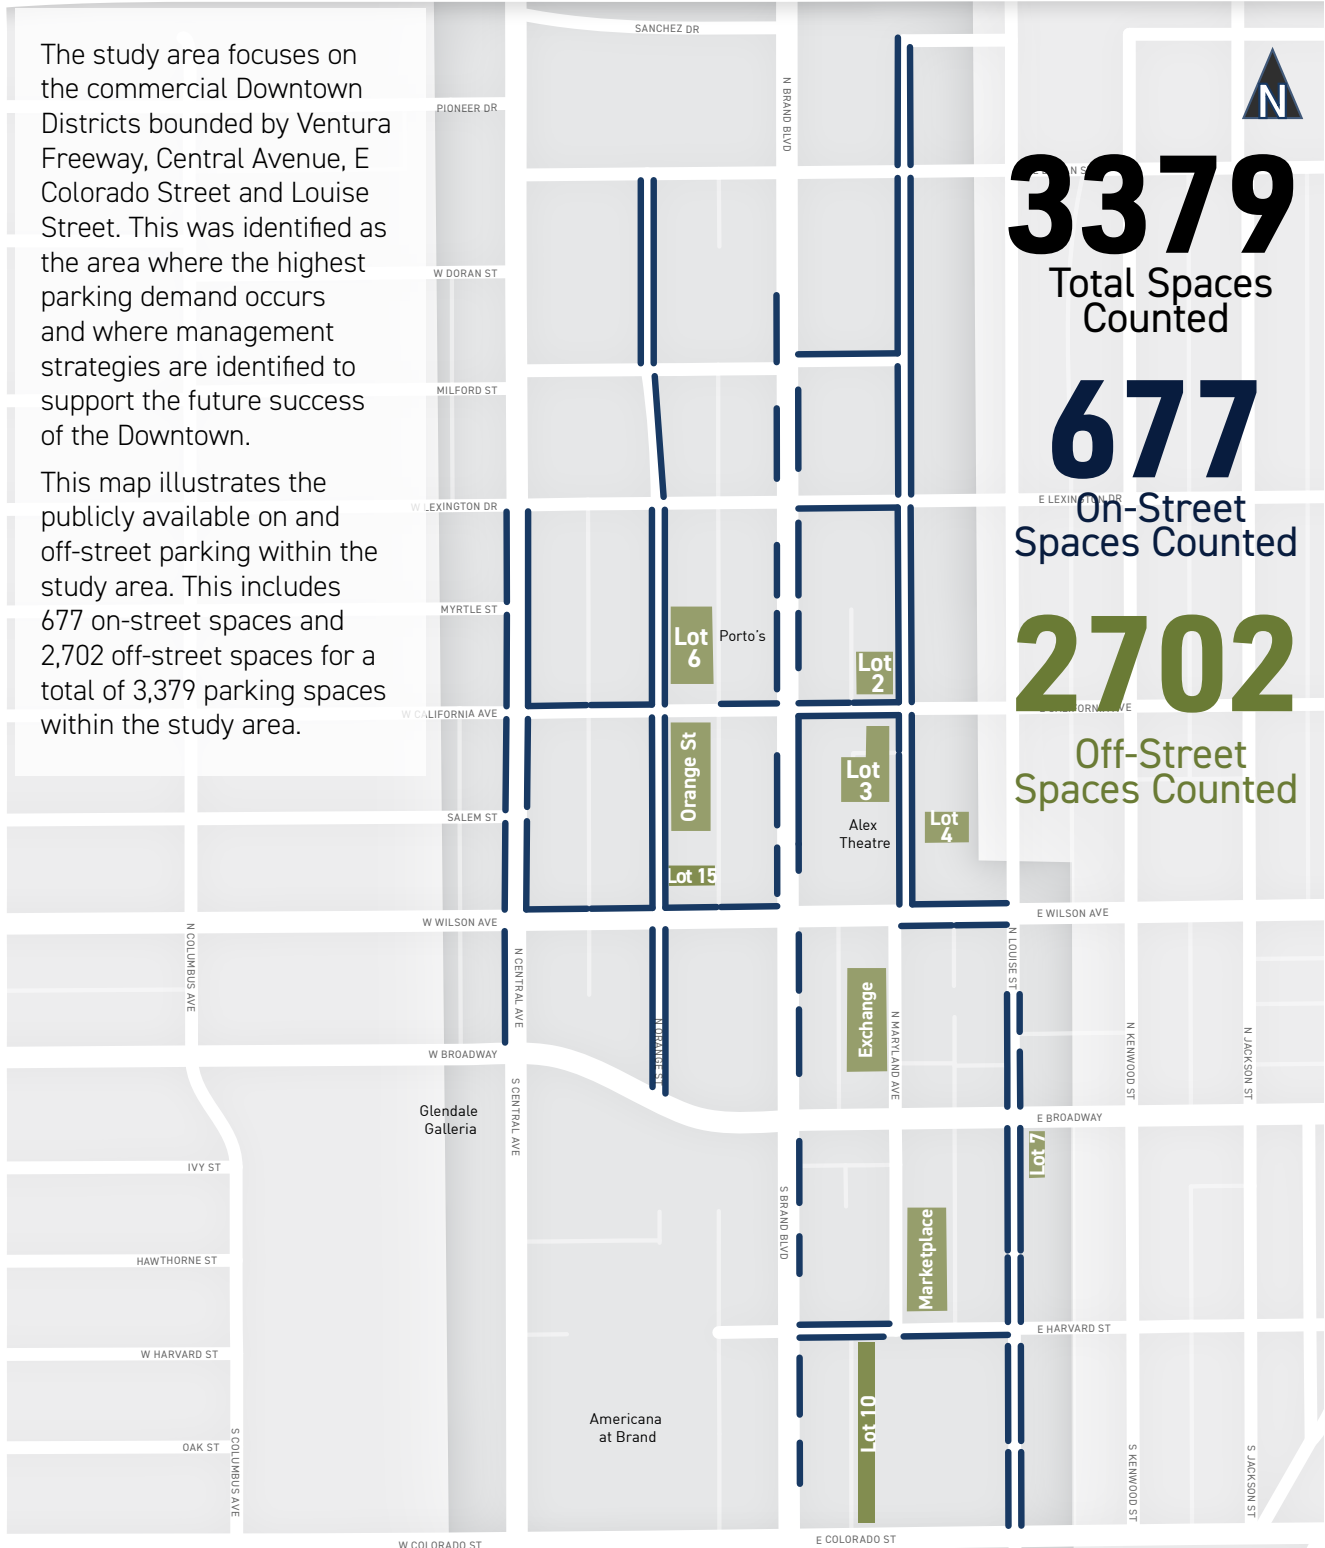 The study area focuses on
the commercial Downtown
Districts bounded by Ventura
Freeway, Central Avenue, E
Colorado Street and Louise
Street. This was identified as
the area where the highest
parking demand occurs
and where management
strategies are identified to
support the future success
of the Downtown.
This map illustrates the
publicly available on and
off-street parking within the
study area. This includes
677 on-street spaces and
2,702 off-street spaces for a
total of 3,379 parking spaces
within the study area.
N
3379
Total Spaces
Counted
677
On-Street
Spaces Counted
2702
Off-Street
Spaces Counted
SANCHEZ DR
N BRAND BLVD
PIONEER DR
W DORAN ST
MILFORD ST
W LEXINGTON DR
E LEXINGTON DR
MYRTLE ST
Lot
6
Porto's
Lot
2
W CALIFORNIA AVE
E CALIFORNIA AVE
Orange St
Lot
3
Alex
Theatre
Lot
4
SALEM ST
Lot 15
W WILSON AVE
E WILSON AVE
N COLUMBUS AVE
N CENTRAL AVE
N ORANGE ST
Exchange
N MARYLAND AVE
N LOUISE ST
N KENWOOD ST
N JACKSON ST
W BROADWAY
E BROADWAY
Glendale
Galleria
S CENTRAL AVE
Lot 7
IVY ST
S BRAND BLVD
Marketplace
HAWTHORNE ST
E HARVARD ST
W HARVARD ST
Lot 10
Americana
at Brand
OAK ST
S COLUMBUS AVE
S KENWOOD ST
S JACKSON ST
W COLORADO ST
E COLORADO ST